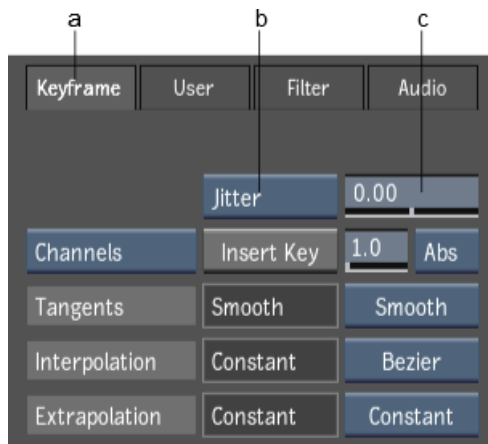 a b c
Keyframe User Filter Audio
Jitter 0.00
Channels Insert Key 1.0 Abs
Tangents Smooth Smooth
Interpolation Constant Bezier
Extrapolation Constant Constant